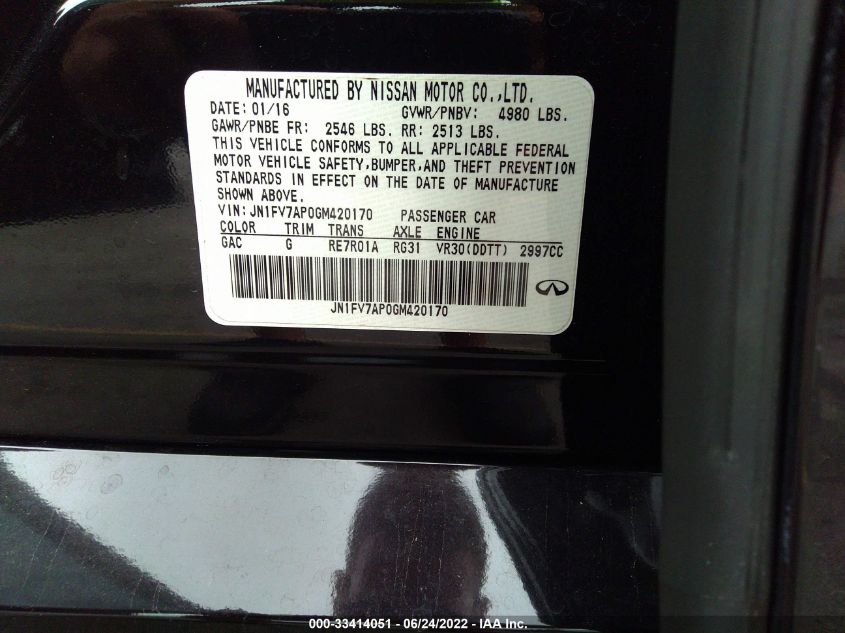 MANUFACTURED BY NISSAN MOTOR CO.,LTD.
DATE: 01/16 GVWR/PNBV: 4980 LBS.
GAWR/PNBE FR: 2546 LBS. RR: 2513 LBS.
THIS VEHICLE CONFORMS TO ALL APPLICABLE FEDERAL
MOTOR VEHICLE SAFETY,BUMPER,AND THEFT PREVENTION
STANDARDS IN EFFECT ON THE DATE OF MANUFACTURE
SHOWN ABOVE.
VIN: JN1FV7AP0GM420170 PASSENGER CAR
COLOR TRIM TRANS AXLE ENGINE
GAC G RE7R01A RG31 VR30(DDTT) 2997CC
JN1FV7AP0GM420170
000-33414051 - 06/24/2022 - IAA Inc.